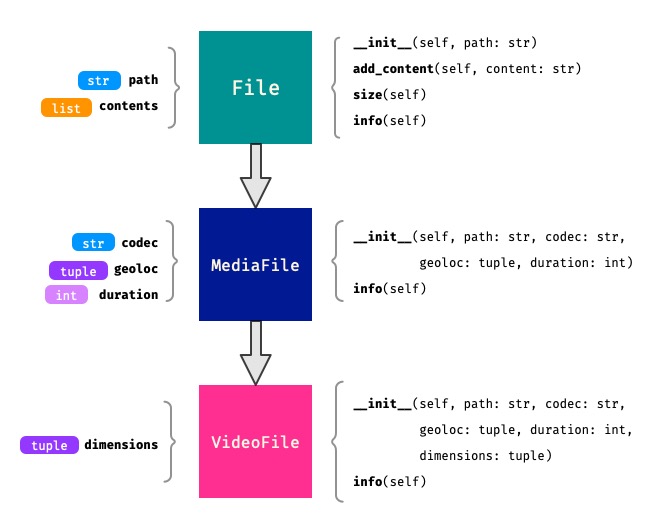 str path
list contents
File
__init__(self, path: str)
add_content(self, content: str)
size(self)
info(self)
str codec
tuple geoloc
int duration
MediaFile
__init__(self, path: str, codec: str,
geoloc: tuple, duration: int)
info(self)
tuple dimensions
VideoFile
__init__(self, path: str, codec: str,
geoloc: tuple, duration: int,
dimensions: tuple)
info(self)